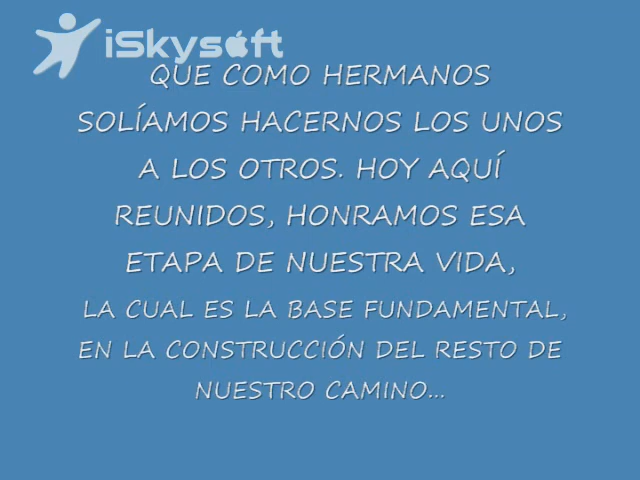 iSkysoft
QUE COMO HERMANOS
SOLÍAMOS HACERNOS LOS UNOS
A LOS OTROS. HOY AQUÍ
REUNIDOS, HONRAMOS ESA
ETAPA DE NUESTRA VIDA,
LA CUAL ES LA BASE FUNDAMENTAL,
EN LA CONSTRUCCIÓN DEL RESTO DE
NUESTRO CAMINO...